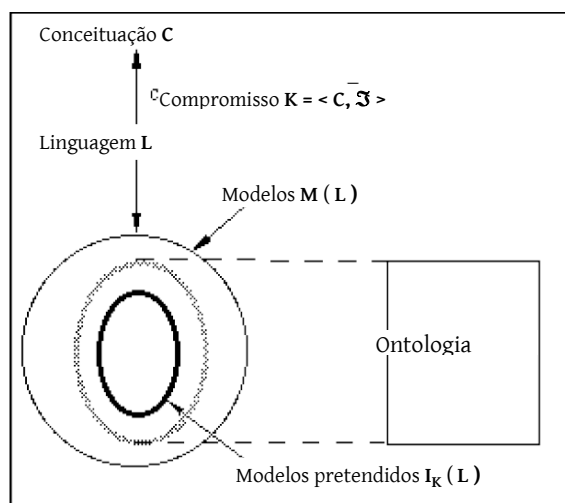 Conceituação C
Compromisso K = < C, ℑ̅ >
Linguagem L
Modelos M ( L )
Ontologia
Modelos pretendidos I_K ( L )